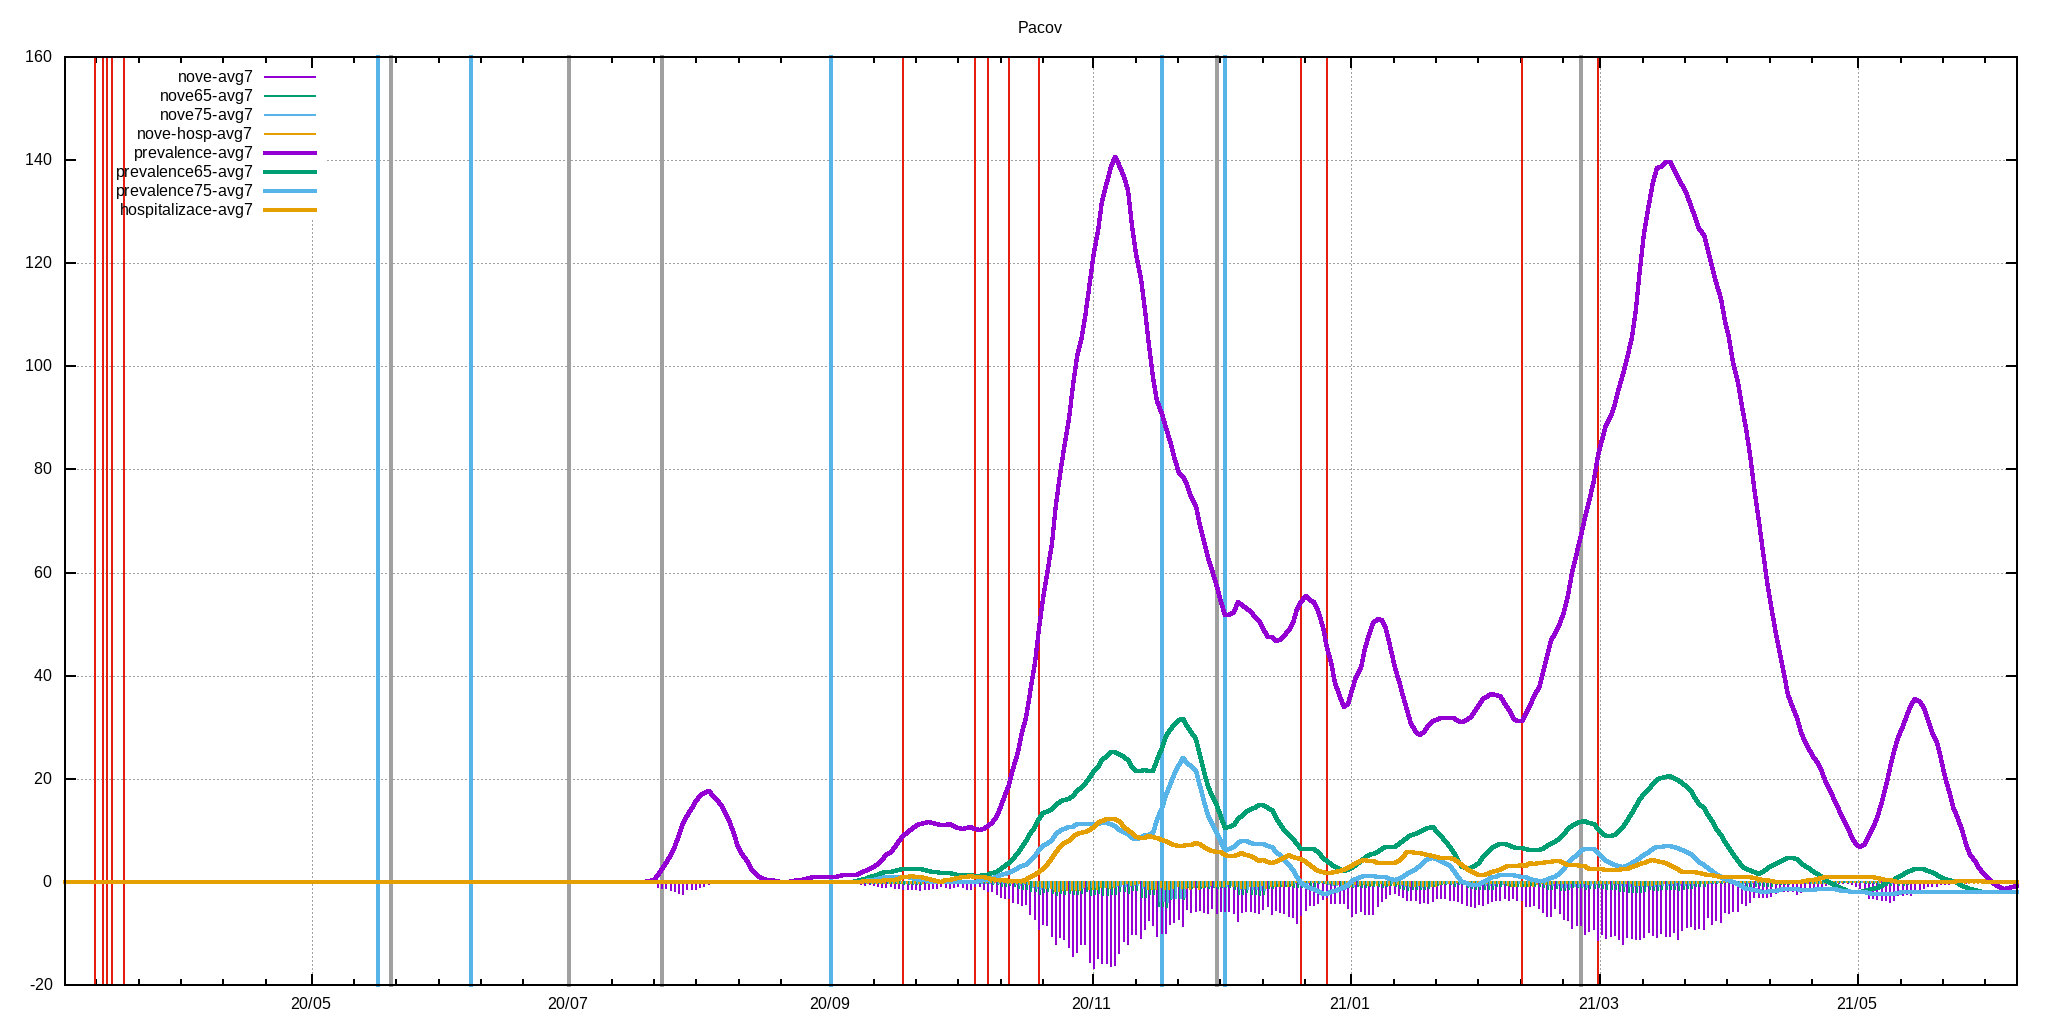 Pacov
160
140
120
100
80
60
40
20
0
-20
nove-avg7
nove65-avg7
nove75-avg7
nove-hosp-avg7
prevalence-avg7
prevalence65-avg7
prevalence75-avg7
hospitalizace-avg7
20/05 20/07 20/09 20/11 21/01 21/03 21/05